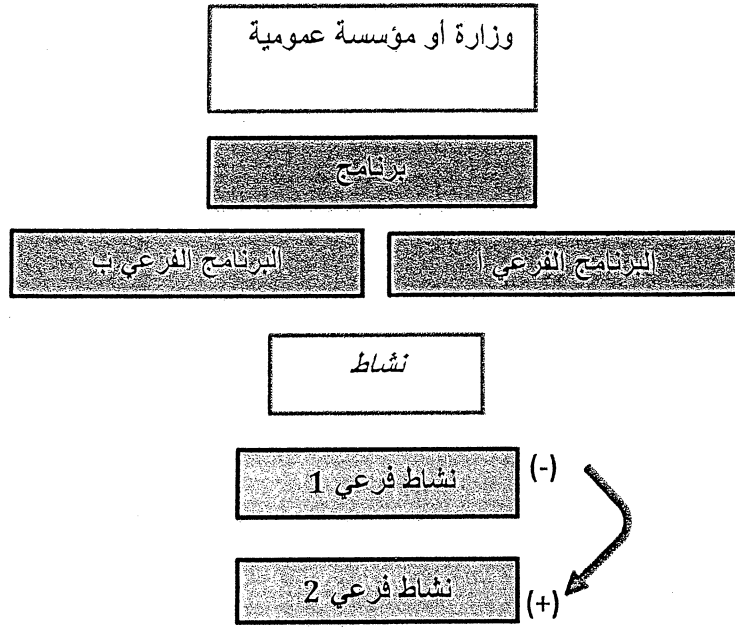 وزارة أو مؤسسة عمومية
برنامج
البرنامج الفرعي أ
البرنامج الفرعي ب
نشاط
نشاط فرعي 1
(-)
نشاط فرعي 2
(+)